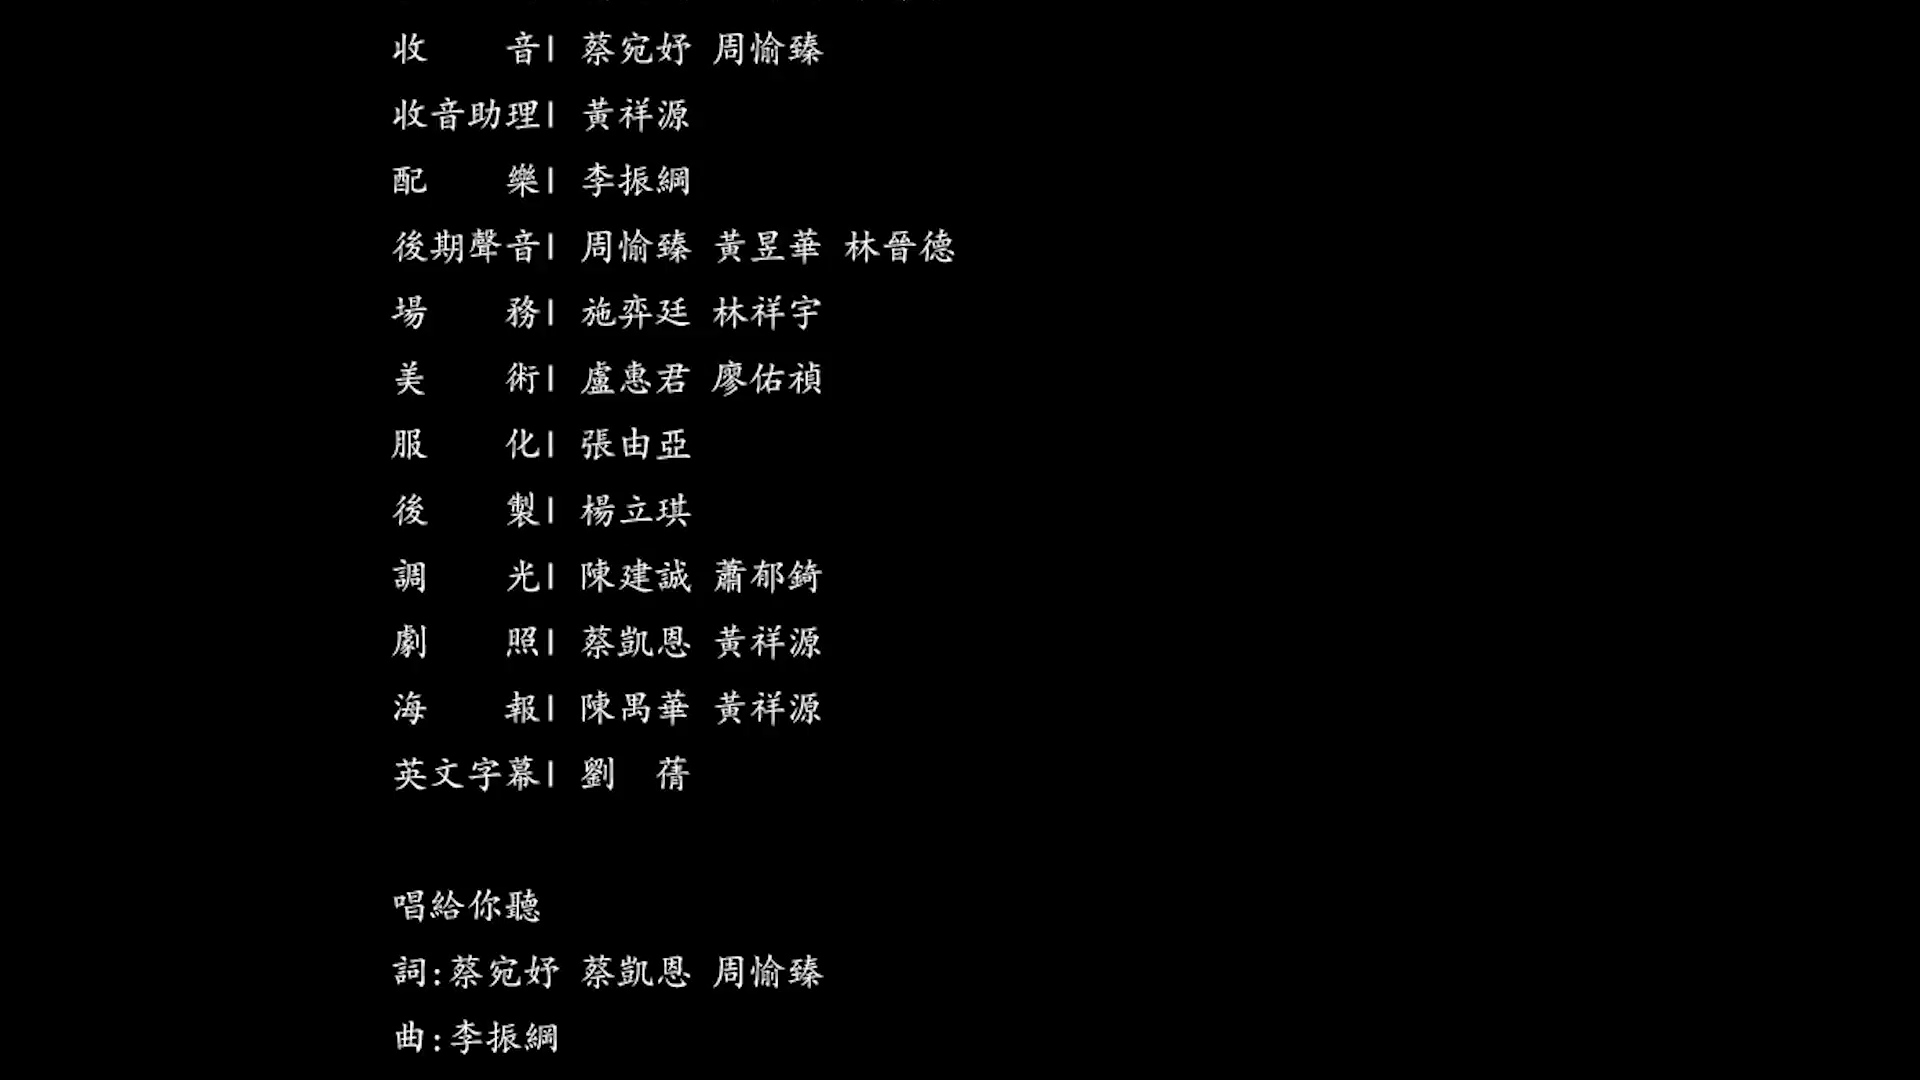 收　　音| 蔡宛妤 周愉臻
收音助理| 黃祥源
配　　樂| 李振綱
後期聲音| 周愉臻 黃昱華 林晉德
場　　務| 施弈廷 林祥宇
美　　術| 盧惠君 廖佑禎
服　　化| 張由亞
後　　製| 楊立琪
調　　光| 陳建誠 蕭郁錡
劇　　照| 蔡凱恩 黃祥源
海　　報| 陳禺華 黃祥源
英文字幕| 劉　蒨
唱給你聽
詞:蔡宛妤 蔡凱恩 周愉臻
曲:李振綱